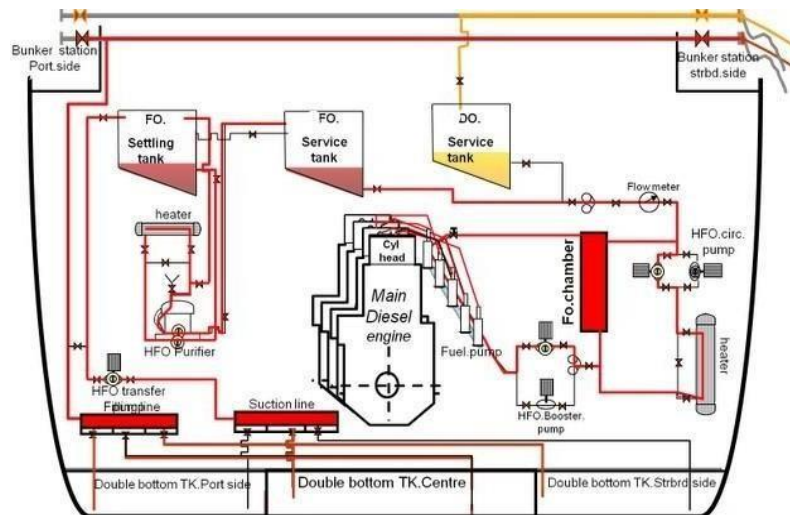 Bunker station
Port.side
Bunker station
strbd.side
FO.
Settling
tank
FO.
Service
tank
DO.
Service
tank
Flow meter
heater
Cyl
head
Main
Diesel
engine
Fo.chamber
HFO.circ.
pump
heater
HFO Purifier
Fuel.pump
HFO transfer
pump
Filling line
Suction line
HFO.Booster.
pump
Double bottom TK.Port side
Double bottom TK.Centre
Double bottom TK.Strbrd.side